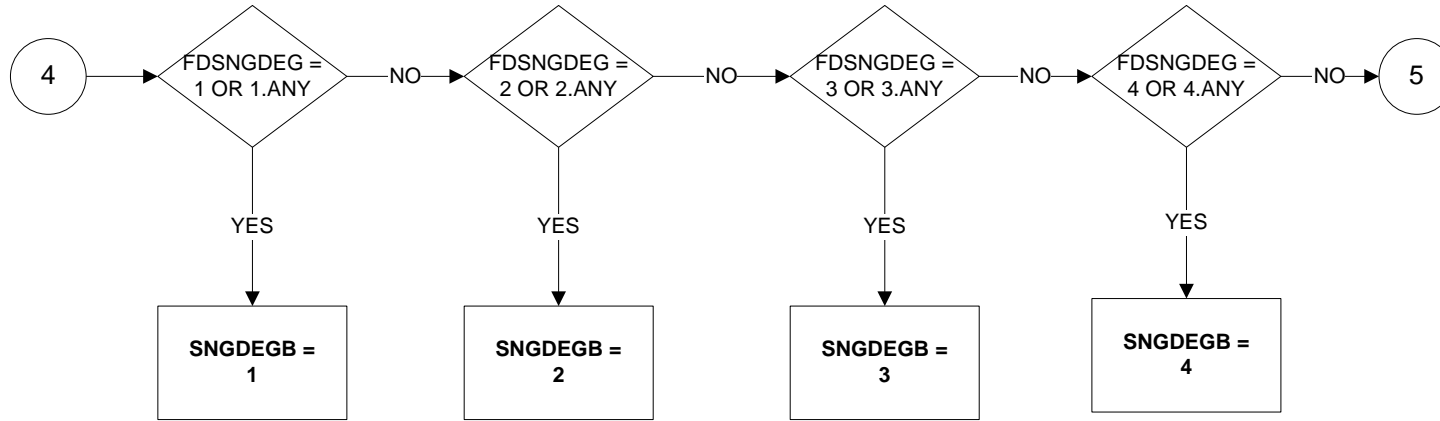 4
FDSNGDEG =
1 OR 1.ANY
NO
FDSNGDEG =
2 OR 2.ANY
NO
FDSNGDEG =
3 OR 3.ANY
NO
FDSNGDEG =
4 OR 4.ANY
NO
5
YES
YES
YES
YES
SNGDEGB =
1
SNGDEGB =
2
SNGDEGB =
3
SNGDEGB =
4